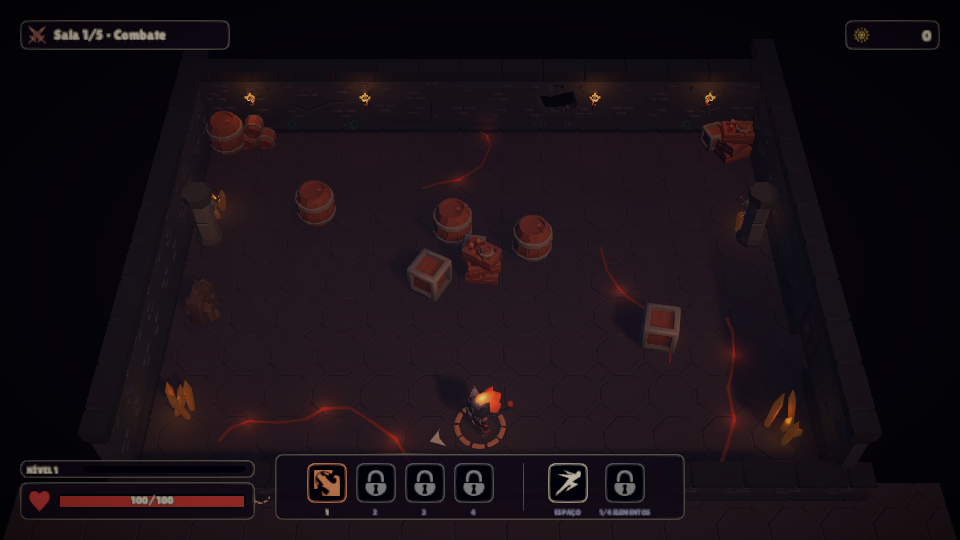 Sala 1/5 - Combate
0
NÍVEL 1
100/100
1
2
3
4
ESPAÇO
1/4 ELEMENTOS